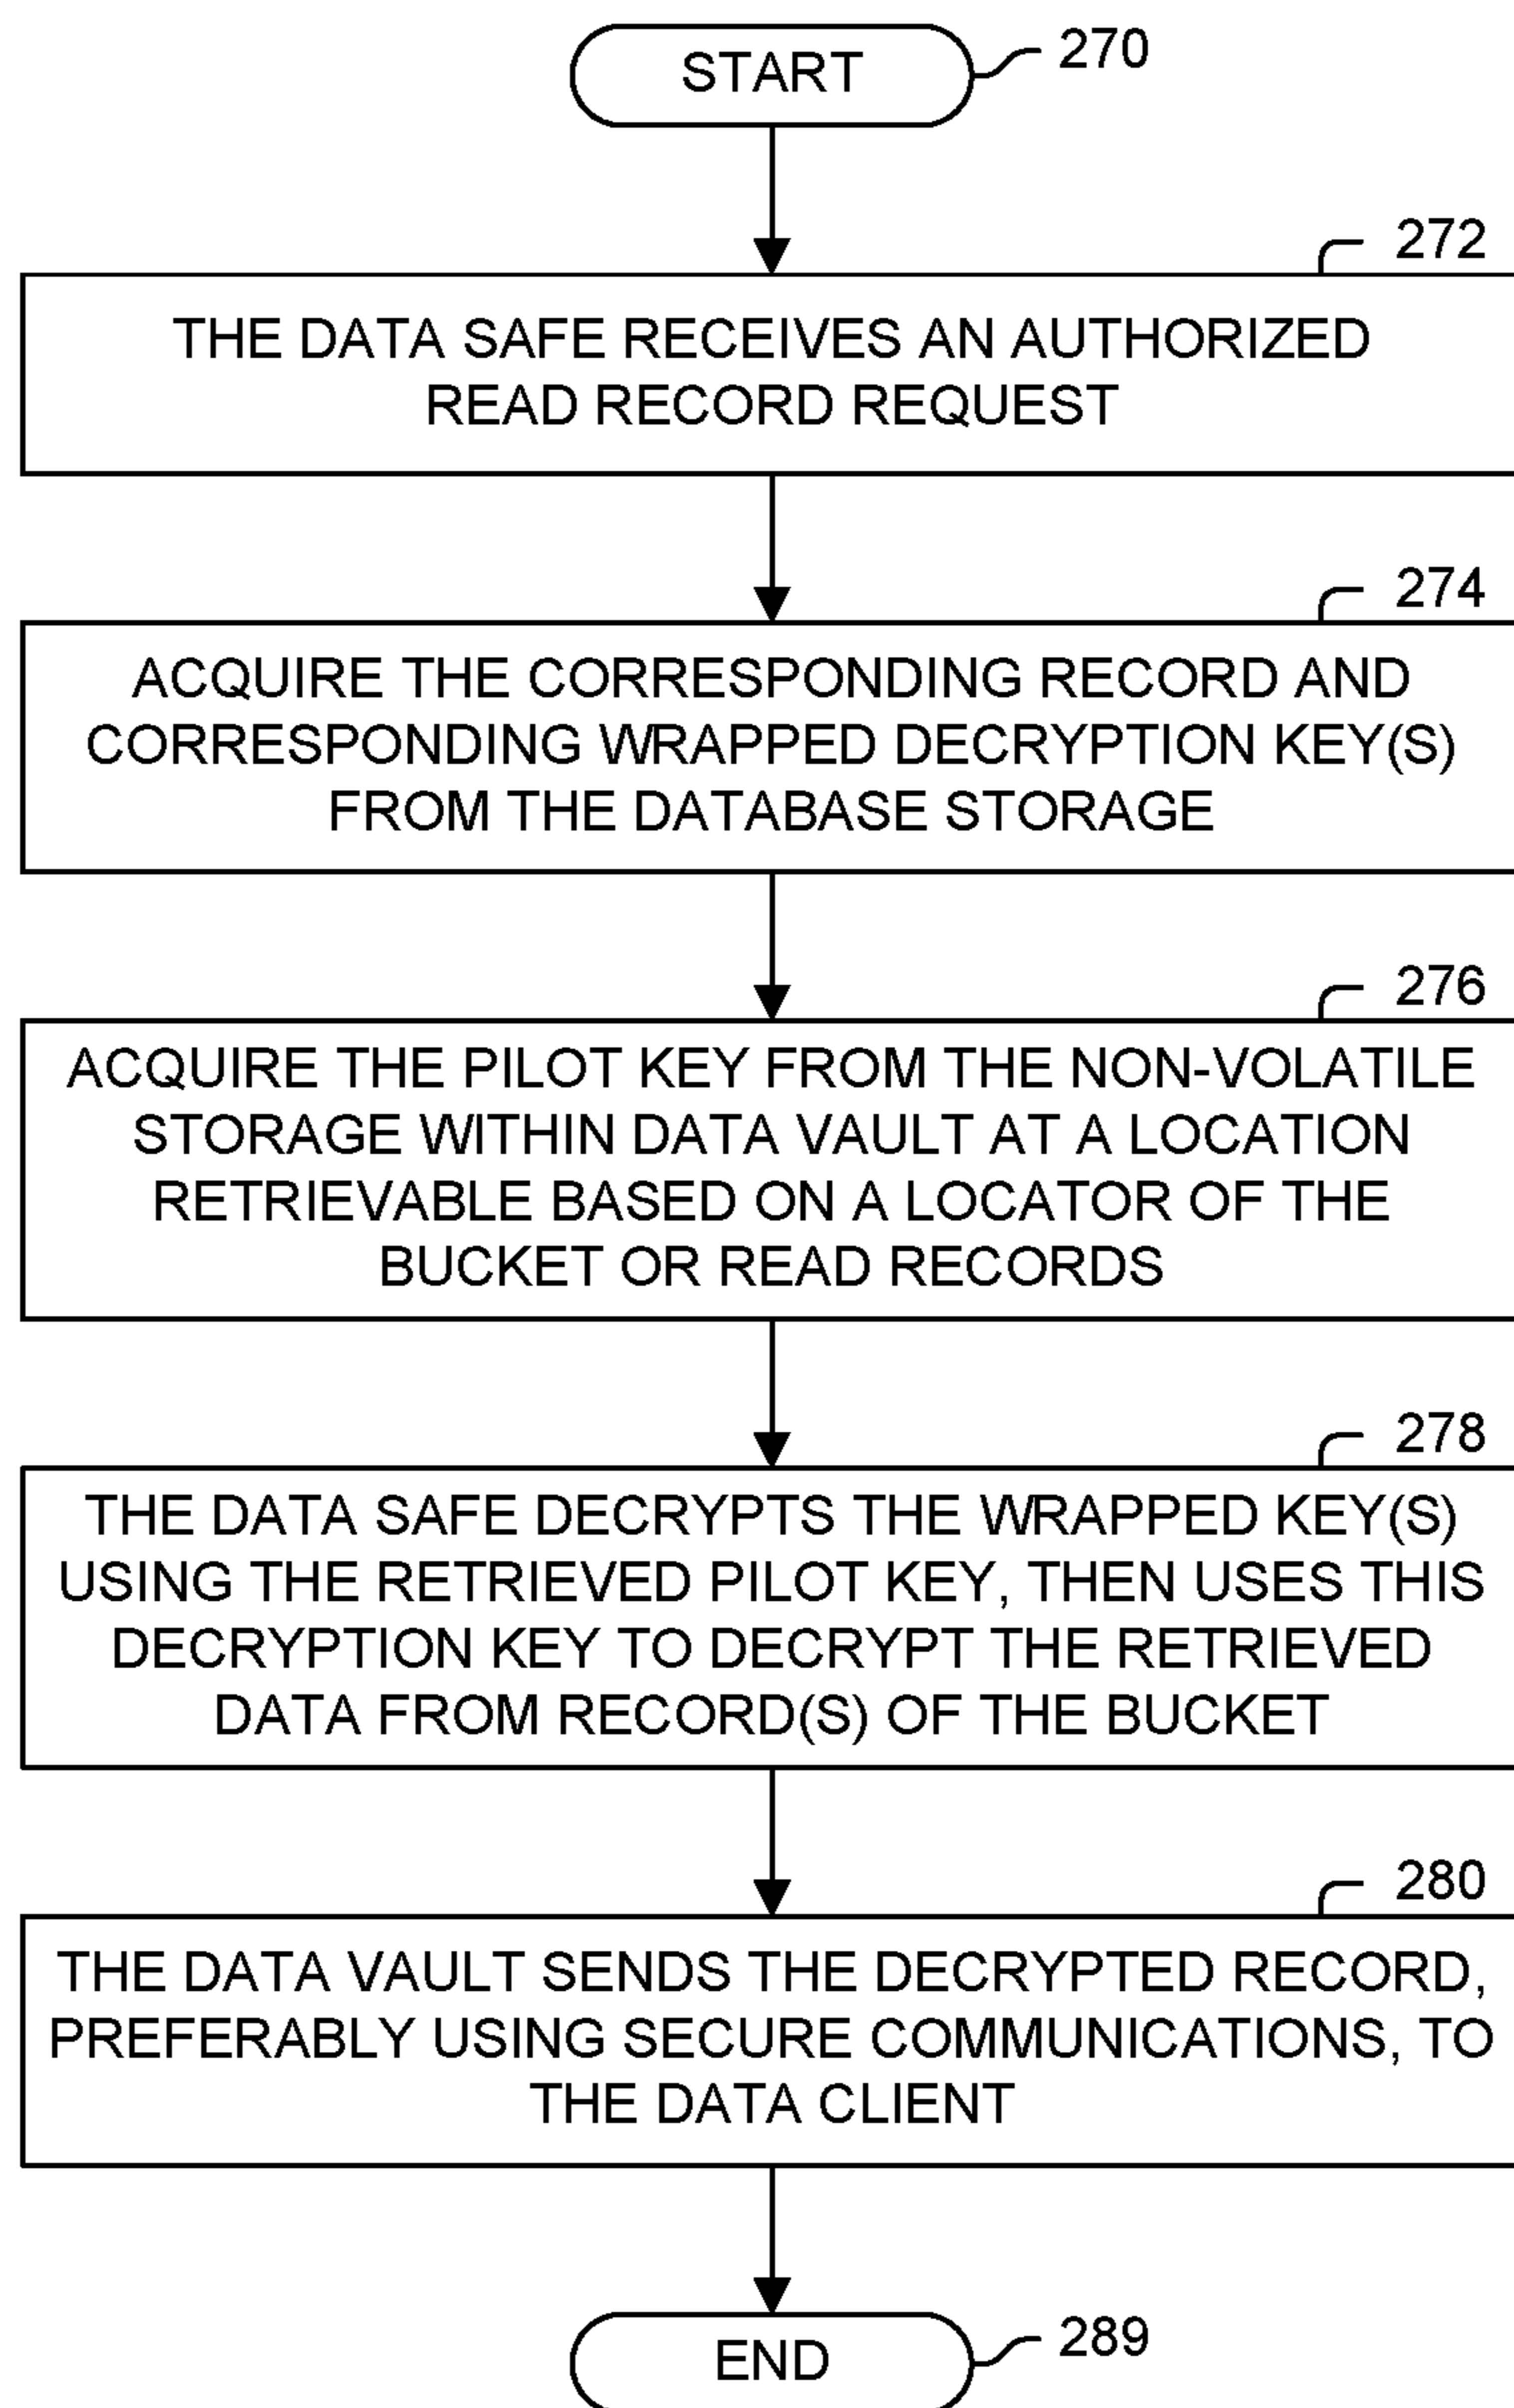 START
270
272
THE DATA SAFE RECEIVES AN AUTHORIZED
READ RECORD REQUEST
274
ACQUIRE THE CORRESPONDING RECORD AND
CORRESPONDING WRAPPED DECRYPTION KEY(S)
FROM THE DATABASE STORAGE
276
ACQUIRE THE PILOT KEY FROM THE NON-VOLATILE
STORAGE WITHIN DATA VAULT AT A LOCATION
RETRIEVABLE BASED ON A LOCATOR OF THE
BUCKET OR READ RECORDS
278
THE DATA SAFE DECRYPTS THE WRAPPED KEY(S)
USING THE RETRIEVED PILOT KEY, THEN USES THIS
DECRYPTION KEY TO DECRYPT THE RETRIEVED
DATA FROM RECORD(S) OF THE BUCKET
280
THE DATA VAULT SENDS THE DECRYPTED RECORD,
PREFERABLY USING SECURE COMMUNICATIONS, TO
THE DATA CLIENT
END
289